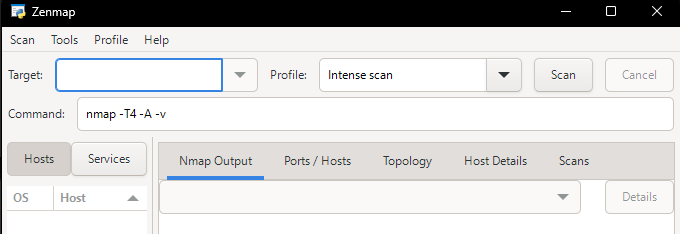 Zenmap
Scan Tools Profile Help
Target: Profile: Intense scan Scan Cancel
Command: nmap -T4 -A -v
Hosts Services Nmap Output Ports / Hosts Topology Host Details Scans
OS Host Details